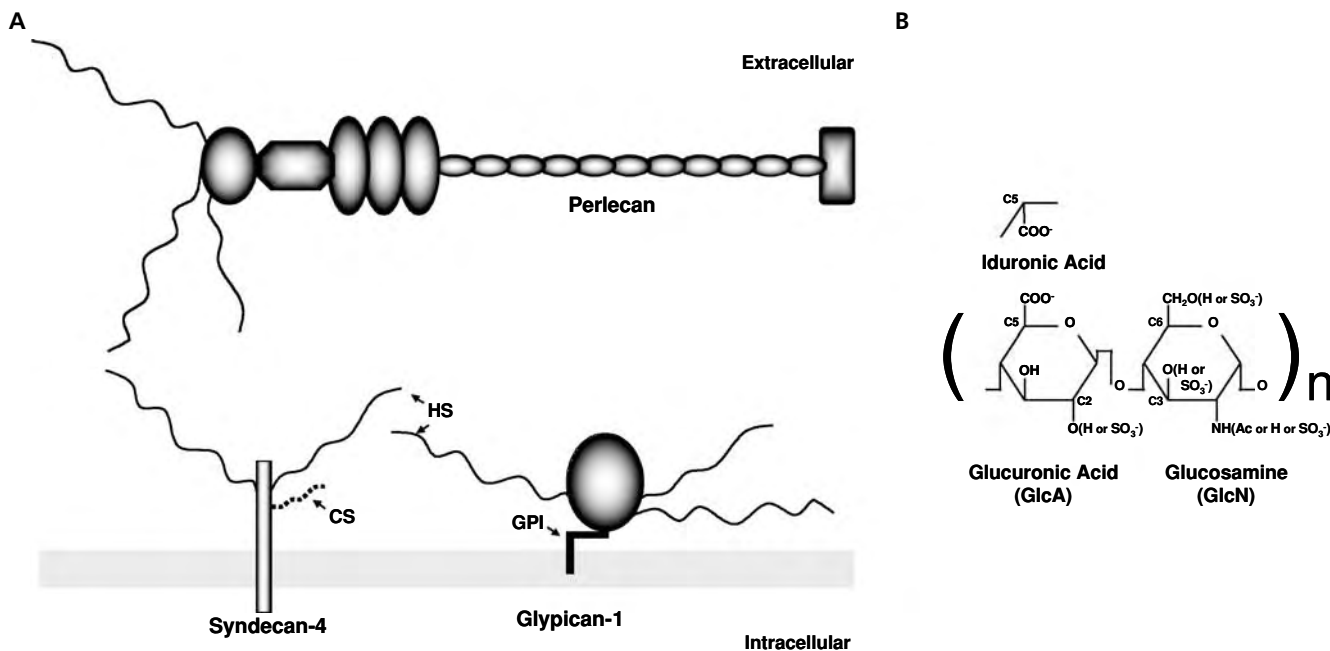 A
B
Extracellular
Perlecan
HS
CS
GPI
Syndecan-4
Glypican-1
Intracellular
C5
COO-
Iduronic Acid
COO-
CH2O(H or SO3-)
C5
O
C6
O
(
)
n
OH
O(H or
SO3-)
O
O
C2
C3
O(H or SO3-)
NH(Ac or H or SO3-)
Glucuronic Acid
(GlcA)
Glucosamine
(GlcN)